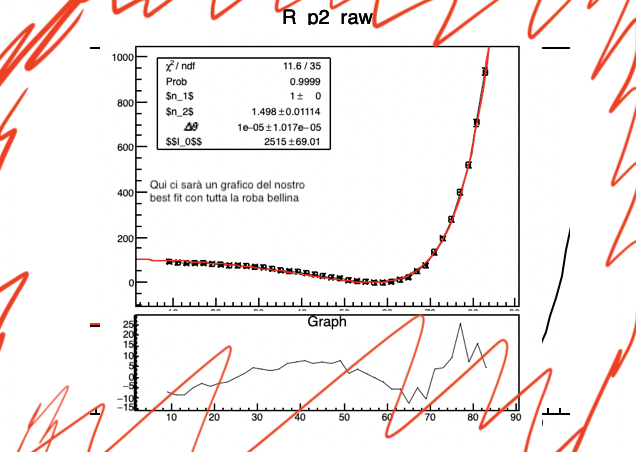 R_p2_raw
χ² / ndf 11.6 / 35
Prob 0.9999
$n_1$ 1 ± 0
$n_2$ 1.498 ± 0.01114
Δθ 1e-05 ± 1.017e-05
$$I_0$$ 2515 ± 69.01
1000
800
600
400
200
0
Qui ci sarà un grafico del nostro
best fit con tutta la roba bellina
Graph
25
20
15
10
5
0
-5
-10
-15
10 20 30 40 50 60 70 80 90